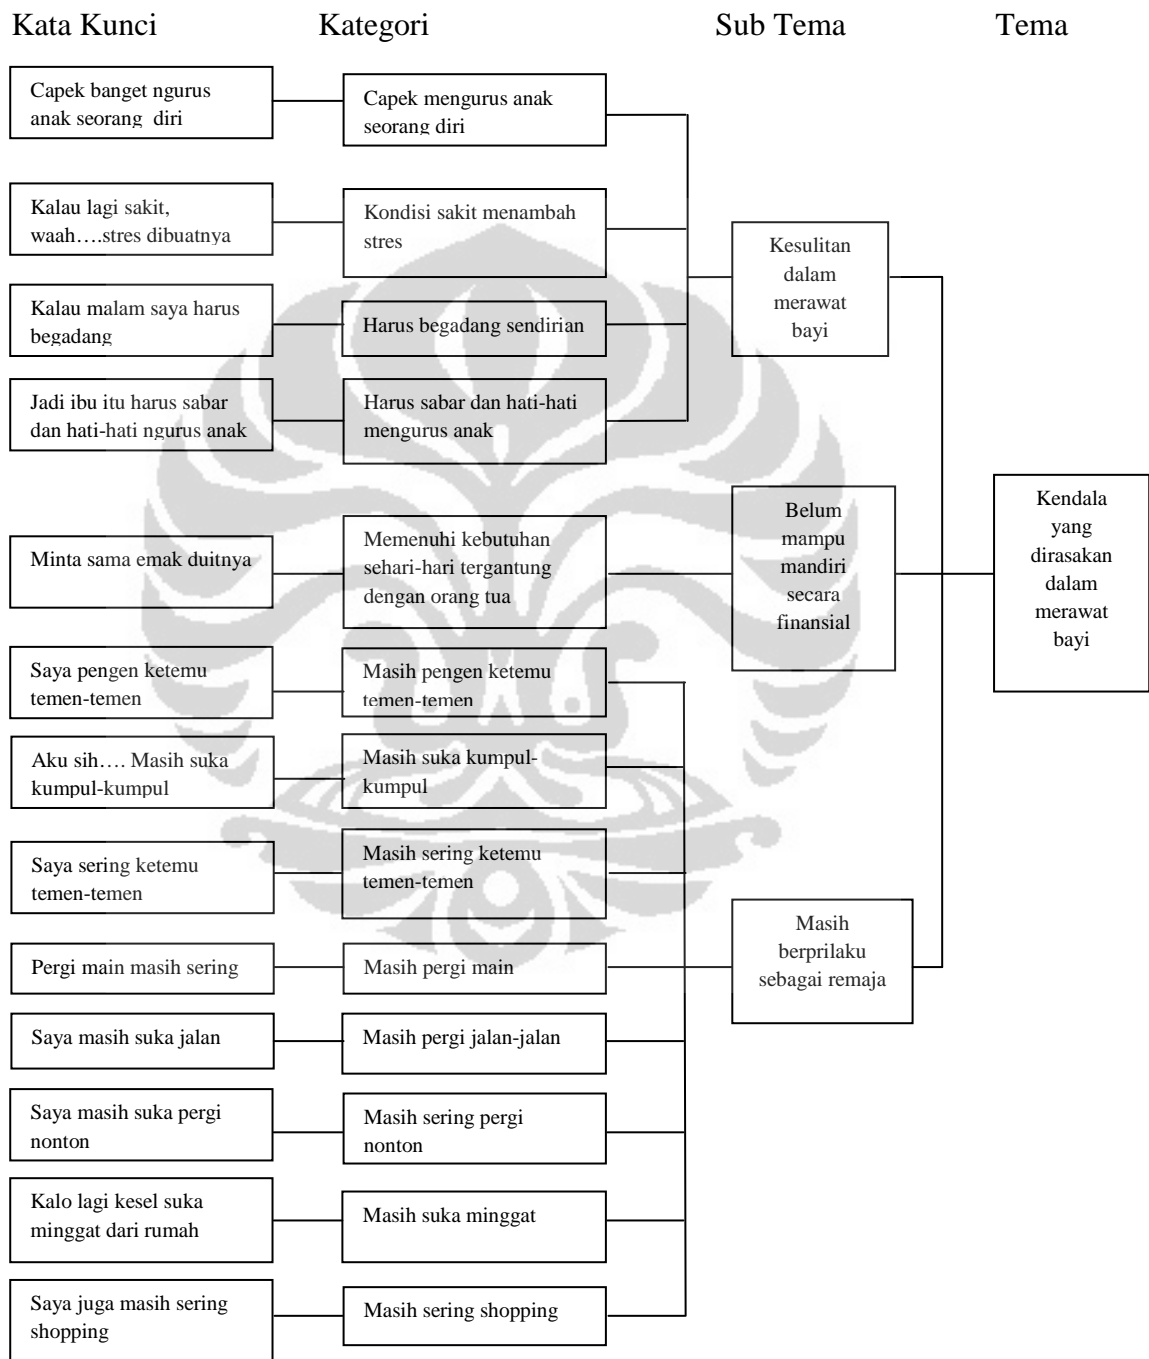 Kata Kunci
Kategori
Sub Tema
Tema
Capek banget ngurus
anak seorang diri
Capek mengurus anak
seorang diri
Kalau lagi sakit,
waah….stres dibuatnya
Kondisi sakit menambah
stres
Kalau malam saya harus
begadang
Harus begadang sendirian
Jadi ibu itu harus sabar
dan hati-hati ngurus anak
Harus sabar dan hati-hati
mengurus anak
Kesulitan
dalam
merawat
bayi
Minta sama emak duitnya
Memenuhi kebutuhan
sehari-hari tergantung
dengan orang tua
Belum
mampu
mandiri
secara
finansial
Kendala
yang
dirasakan
dalam
merawat
bayi
Saya pengen ketemu
temen-temen
Masih pengen ketemu
temen-temen
Aku sih…. Masih suka
kumpul-kumpul
Masih suka kumpul-
kumpul
Saya sering ketemu
temen-temen
Masih sering ketemu
temen-temen
Pergi main masih sering
Masih pergi main
Masih
berprilaku
sebagai remaja
Saya masih suka jalan
Masih pergi jalan-jalan
Saya masih suka pergi
nonton
Masih sering pergi
nonton
Kalo lagi kesel suka
minggat dari rumah
Masih suka minggat
Saya juga masih sering
shopping
Masih sering shopping